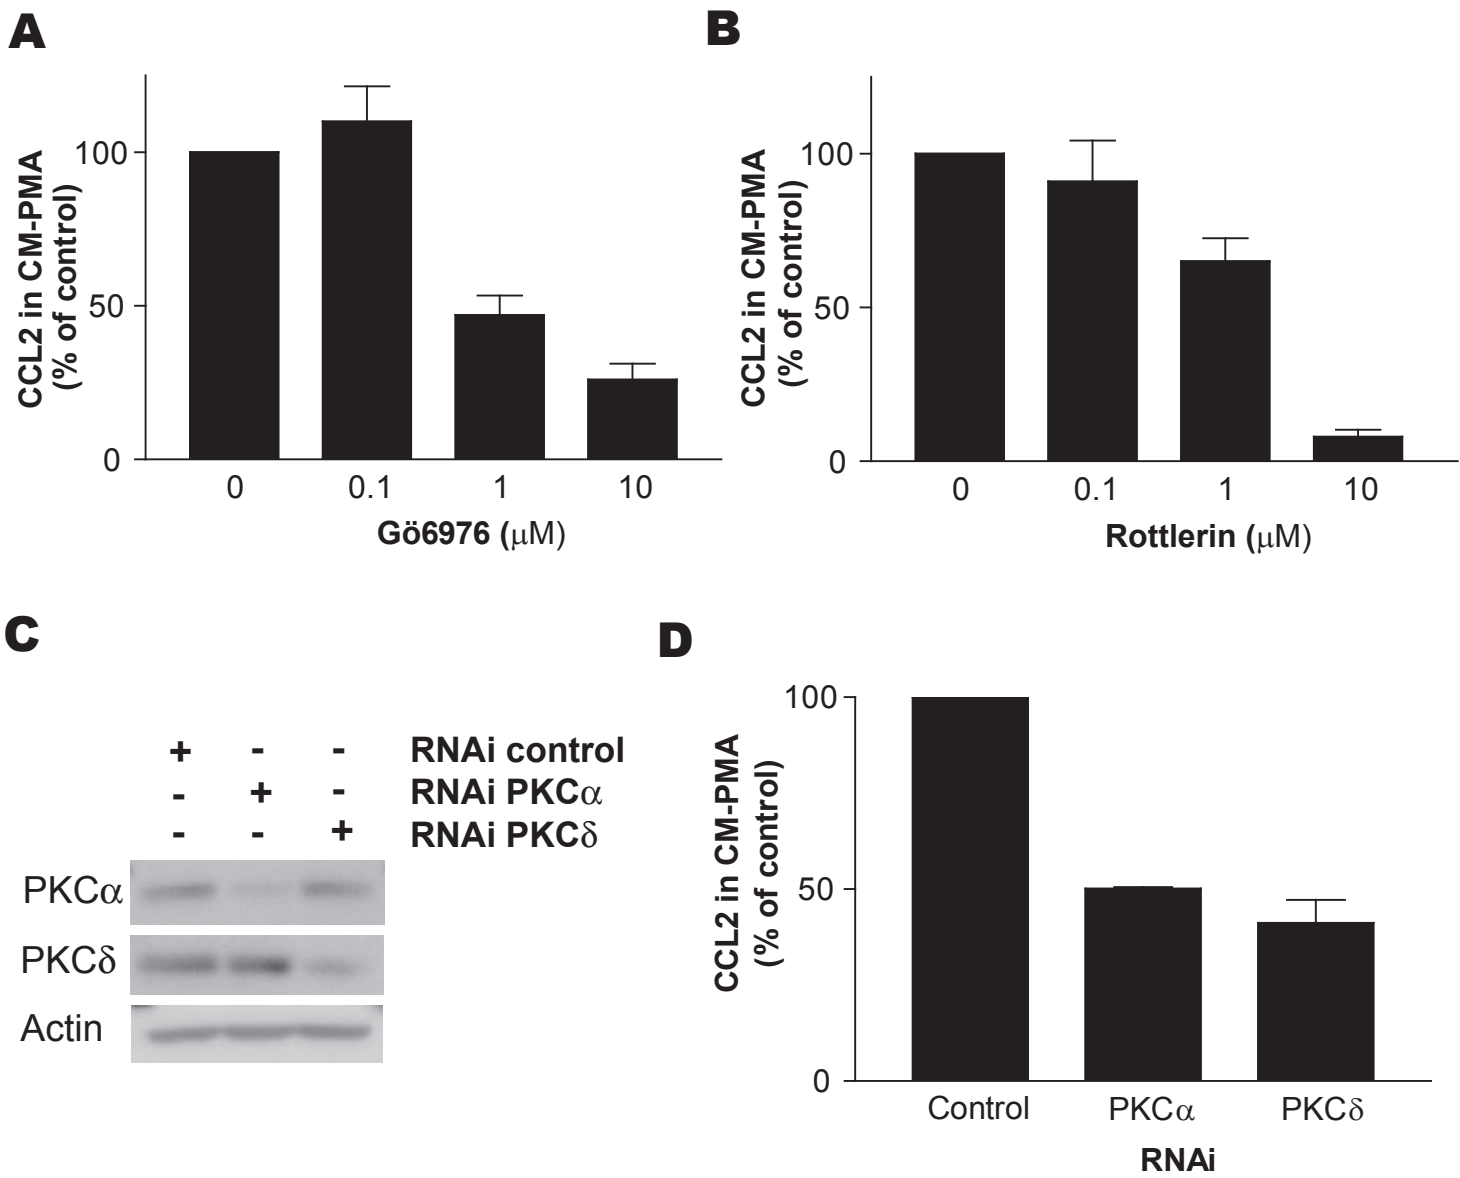 A
CCL2 in CM-PMA
(% of control)
100
50
0
0 0.1 1 10
Gö6976 (μM)
B
CCL2 in CM-PMA
(% of control)
100
50
0
0 0.1 1 10
Rottlerin (μM)
C
+ - - RNAi control
- + - RNAi PKCα
- - + RNAi PKCδ
PKCα
PKCδ
Actin
D
CCL2 in CM-PMA
(% of control)
100
50
0
Control PKCα PKCδ
RNAi